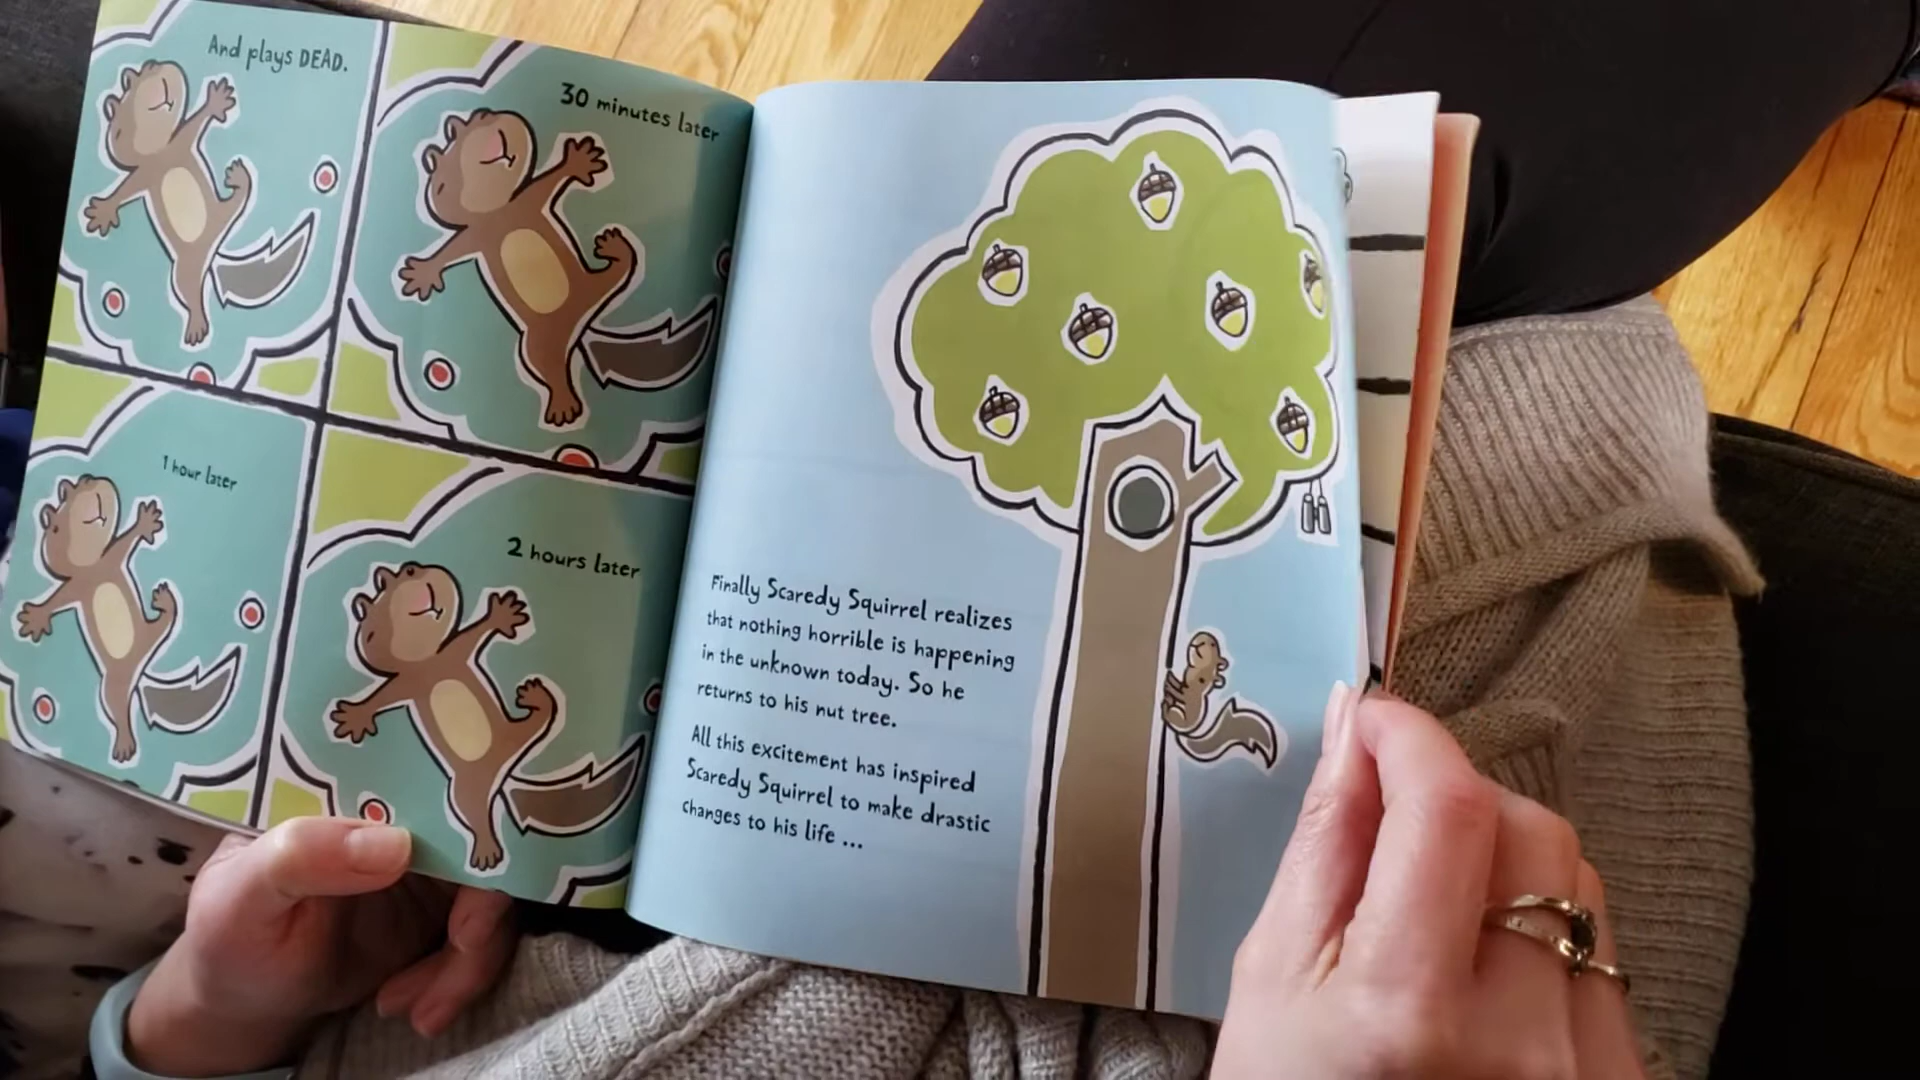 And plays DEAD.
30 minutes later
1 hour later
2 hours later
Finally Scaredy Squirrel realizes
that nothing horrible is happening
in the unknown today. So he
returns to his nut tree.
All this excitement has inspired
Scaredy Squirrel to make drastic
changes to his life ...